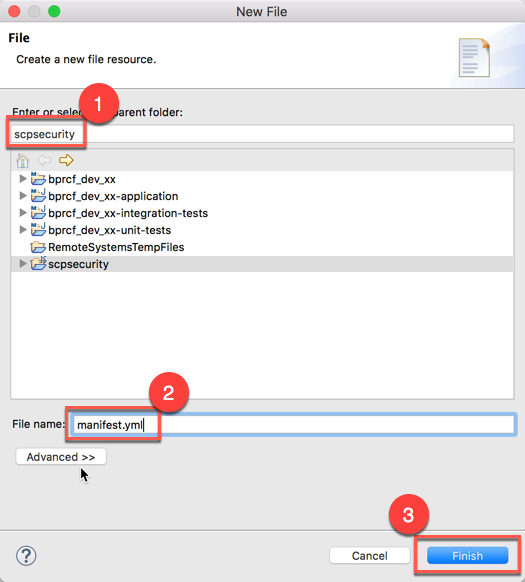 New File
File
Create a new file resource.
1
Enter or sele parent folder:
scpsecurity
bprcf_dev_xx
bprcf_dev_xx-application
bprcf_dev_xx-integration-tests
bprcf_dev_xx-unit-tests
RemoteSystemsTempFiles
scpsecurity
2
File name: manifest.yml
Advanced >>
3
? Cancel Finish